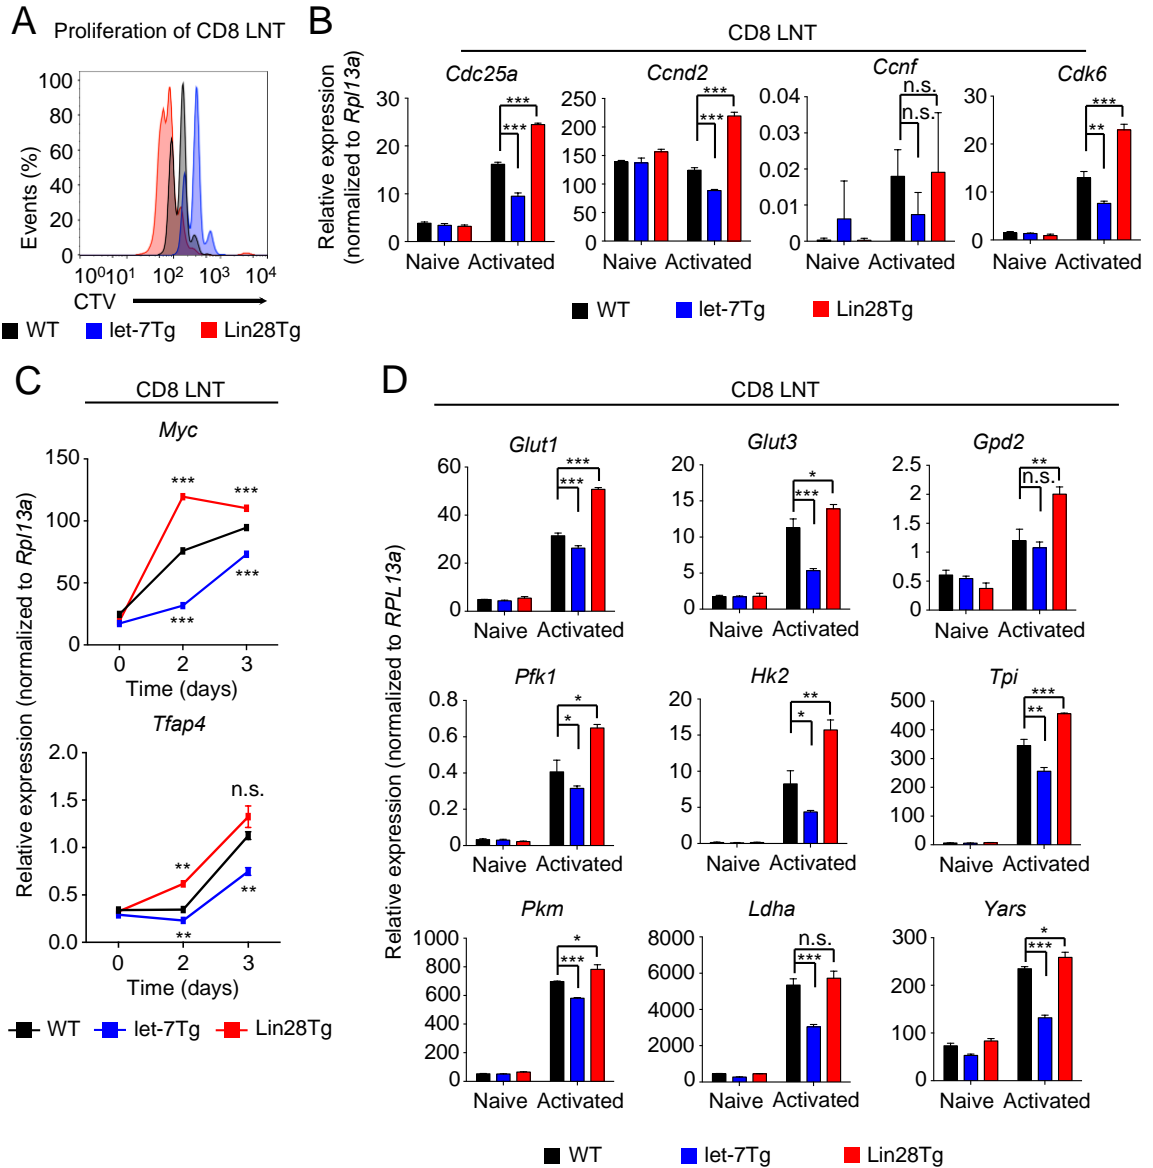 A
Proliferation of CD8 LNT
Events (%)
100
80
60
40
20
0
10⁰ 10¹ 10² 10³ 10⁴
CTV
WT let-7Tg Lin28Tg
B
CD8 LNT
Relative expression
(normalized to Rpl13a)
Cdc25a
30
20
10
0
***
***
Naive Activated
Ccnd2
250
200
150
100
50
0
***
***
Naive Activated
Ccnf
0.04
0.03
0.02
0.01
0
n.s.
n.s.
Naive Activated
Cdk6
30
20
10
0
***
**
Naive Activated
WT let-7Tg Lin28Tg
C
CD8 LNT
Relative expression (normalized to Rpl13a)
Myc
150
100
50
0
***
***
***
***
0 2 3
Time (days)
Tfap4
2.0
1.5
1.0
0.5
0.0
n.s.
**
**
**
0 2 3
Time (days)
WT let-7Tg Lin28Tg
D
CD8 LNT
Relative expression (normalized to RPL13a)
Glut1
60
40
20
0
***
***
Naive Activated
Glut3
20
15
10
5
0
*
***
Naive Activated
Gpd2
2.5
2
1.5
1
0.5
0
**
n.s.
Naive Activated
Pfk1
0.8
0.6
0.4
0.2
0
*
*
Naive Activated
Hk2
20
15
10
5
0
**
*
Naive Activated
Tpi
500
400
300
200
100
0
***
**
Naive Activated
Pkm
1000
800
600
400
200
0
*
***
Naive Activated
Ldha
8000
6000
4000
2000
0
n.s.
***
Naive Activated
Yars
300
200
100
0
*
***
Naive Activated
WT let-7Tg Lin28Tg